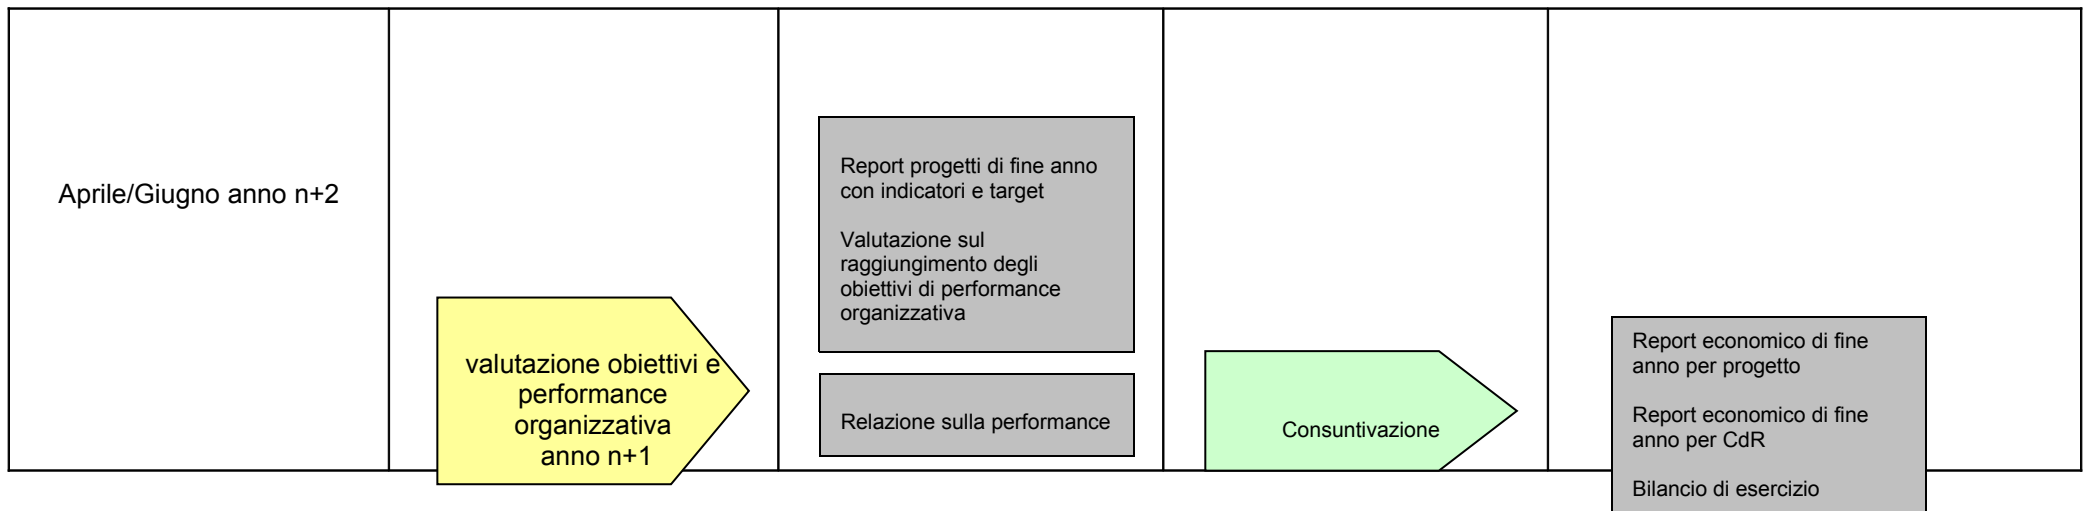 Aprile/Giugno anno n+2
valutazione obiettivi e
performance
organizzativa
anno n+1
Report progetti di fine anno
con indicatori e target
Valutazione sul
raggiungimento degli
obiettivi di performance
organizzativa
Relazione sulla performance
Consuntivazione
Report economico di fine
anno per progetto
Report economico di fine
anno per CdR
Bilancio di esercizio